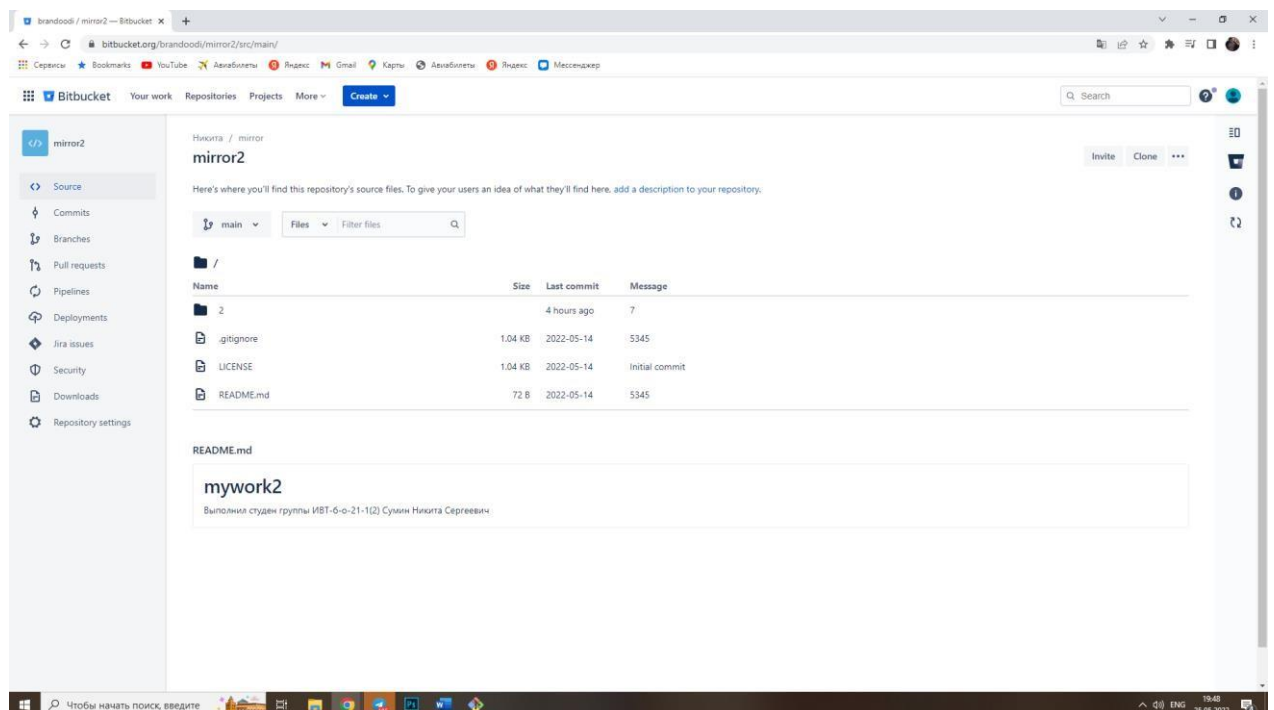 brandoodi / mirror2 — Bitbucket
bitbucket.org/brandoodi/mirror2/src/main/
Сервисы Bookmarks YouTube Авиабилеты Яндекс Gmail Карты Авиабилеты Яндекс Мессенджер
Bitbucket Your work Repositories Projects More Create Search
mirror2
Source
Commits
Branches
Pull requests
Pipelines
Deployments
Jira issues
Security
Downloads
Repository settings
Никита / mirror
mirror2
Invite Clone
Here's where you'll find this repository's source files. To give your users an idea of what they'll find here, add a description to your repository.
main Files Filter files
/
Name Size Last commit Message
2 4 hours ago 7
.gitignore 1.04 KB 2022-05-14 5345
LICENSE 1.04 KB 2022-05-14 Initial commit
README.md 72 B 2022-05-14 5345
README.md
mywork2
Выполнил студен группы ИВТ-6-о-21-1(2) Сумин Никита Сергеевич
Чтобы начать поиск, введите
ENG 19:48